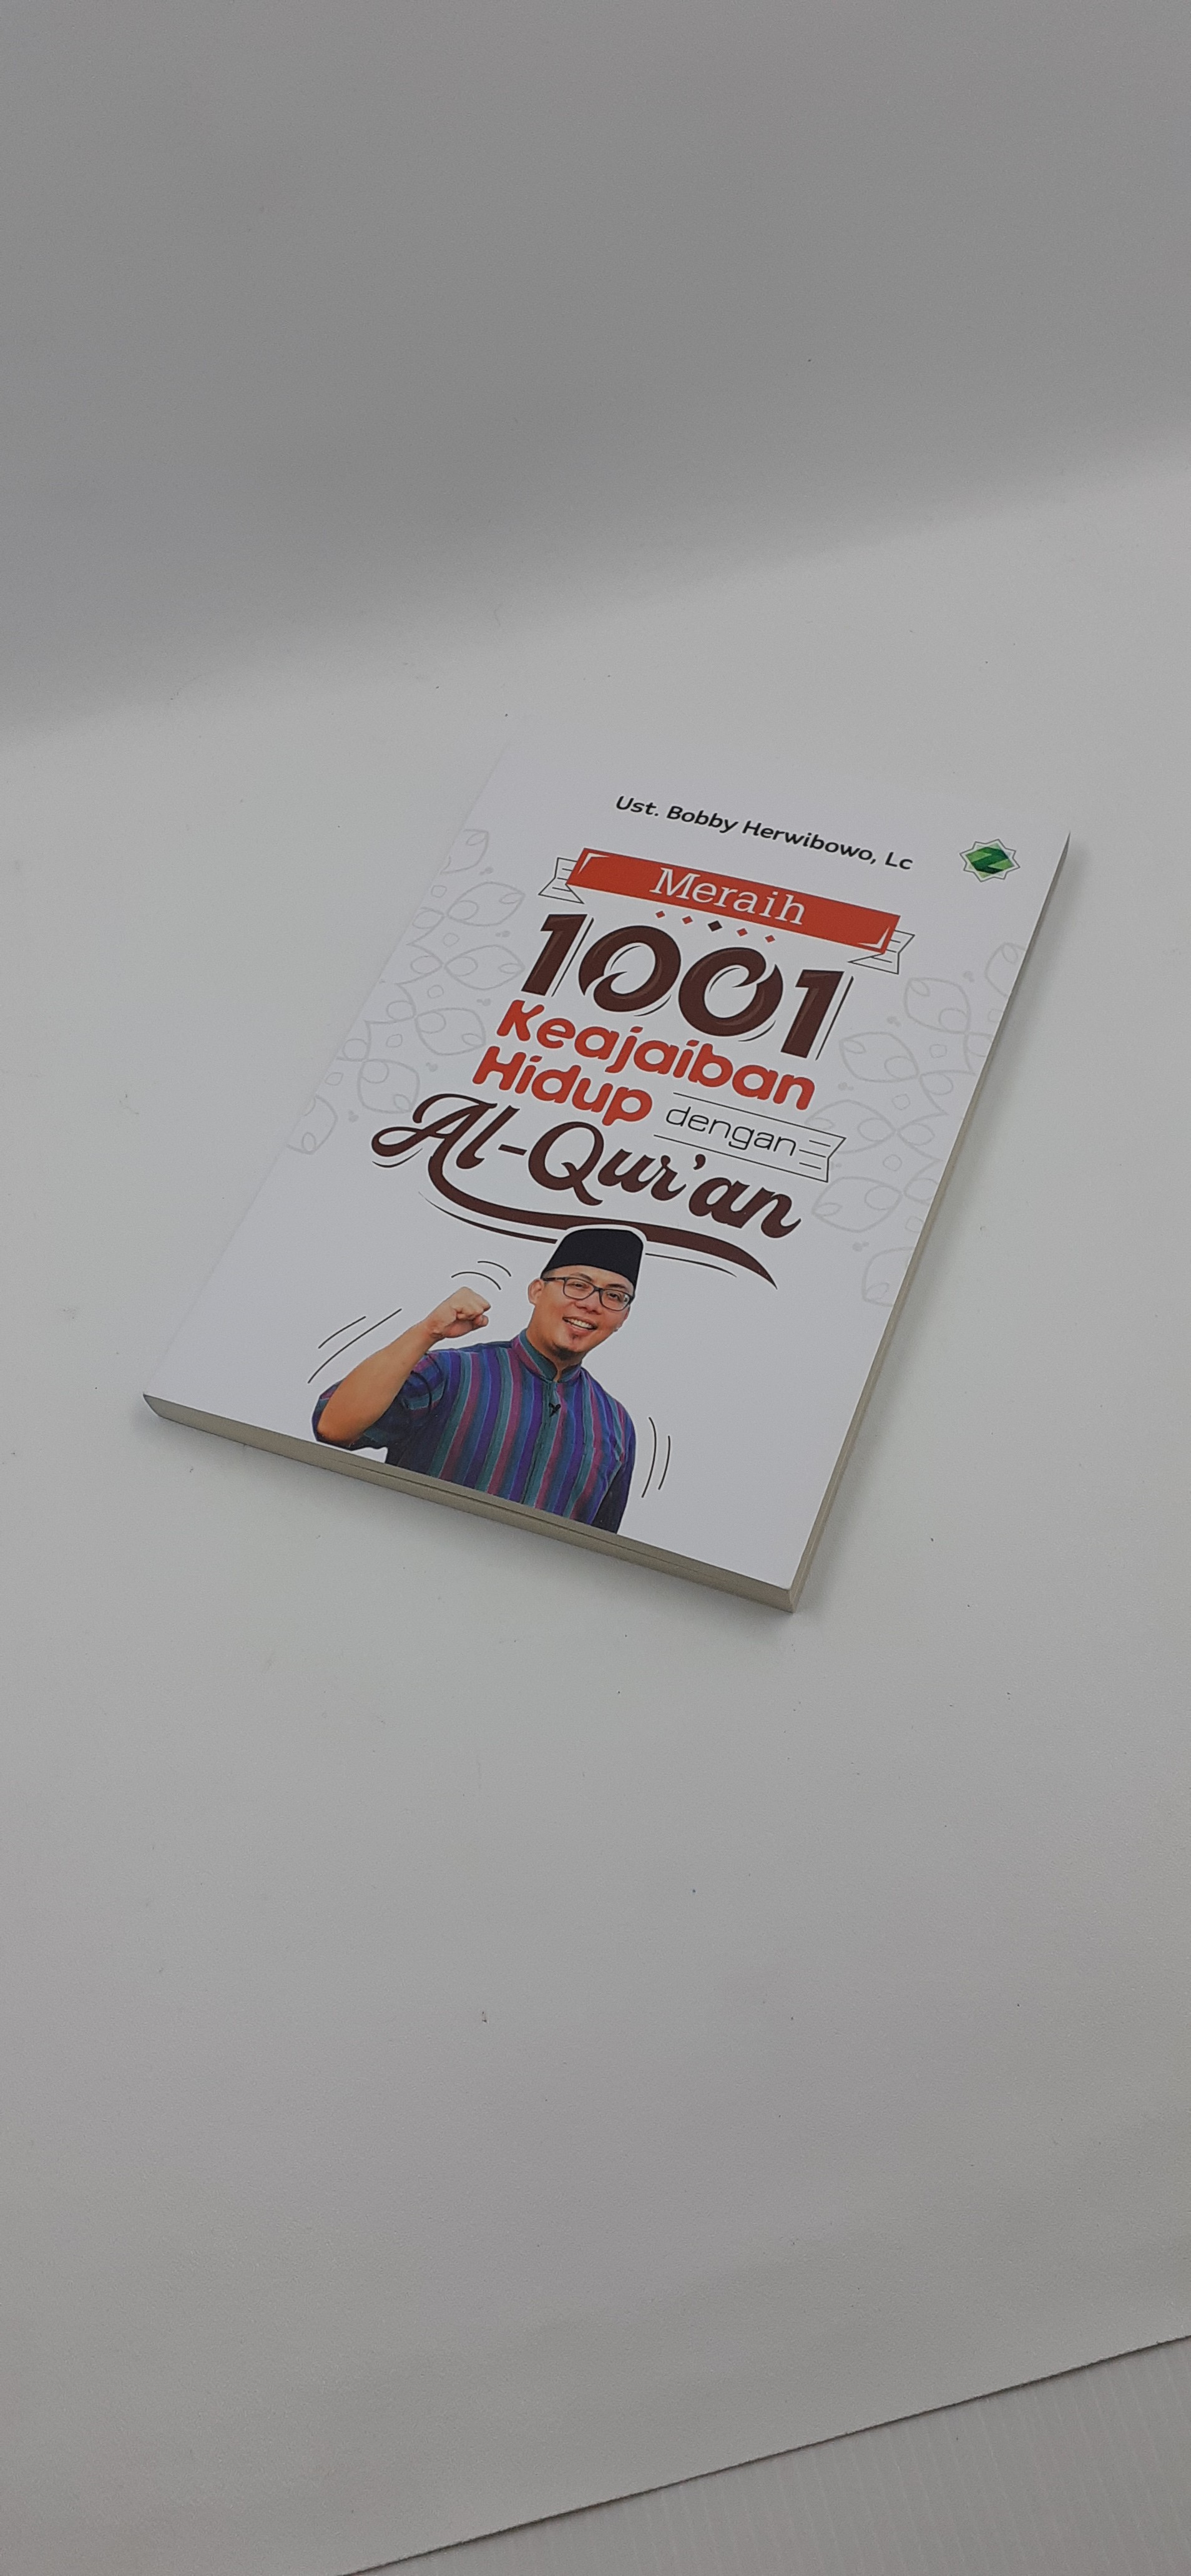 Ust. Bobby Herwibowo, Lc
Meraih
1001
Keajaiban
Hidup dengan
Al-Qur'an